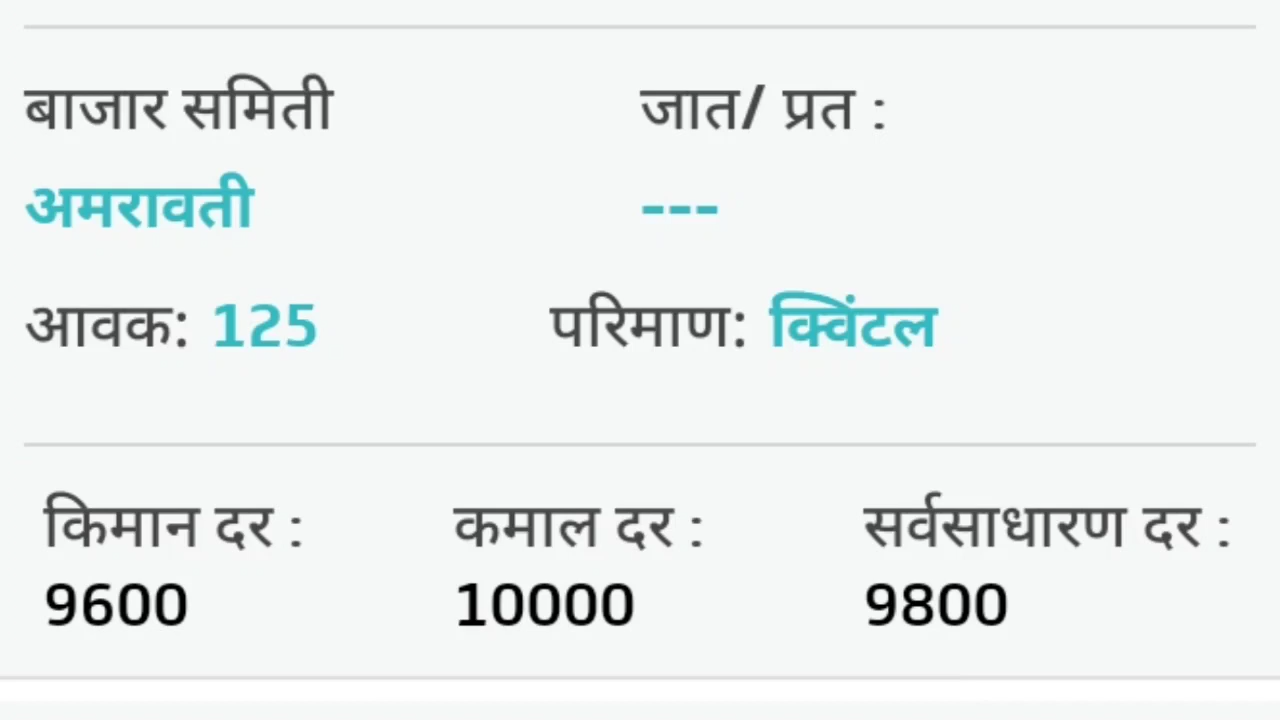 बाजार समिती जात/ प्रत :
अमरावती ---
आवक: 125 परिमाण: क्विंटल
किमान दर : कमाल दर : सर्वसाधारण दर :
9600 10000 9800